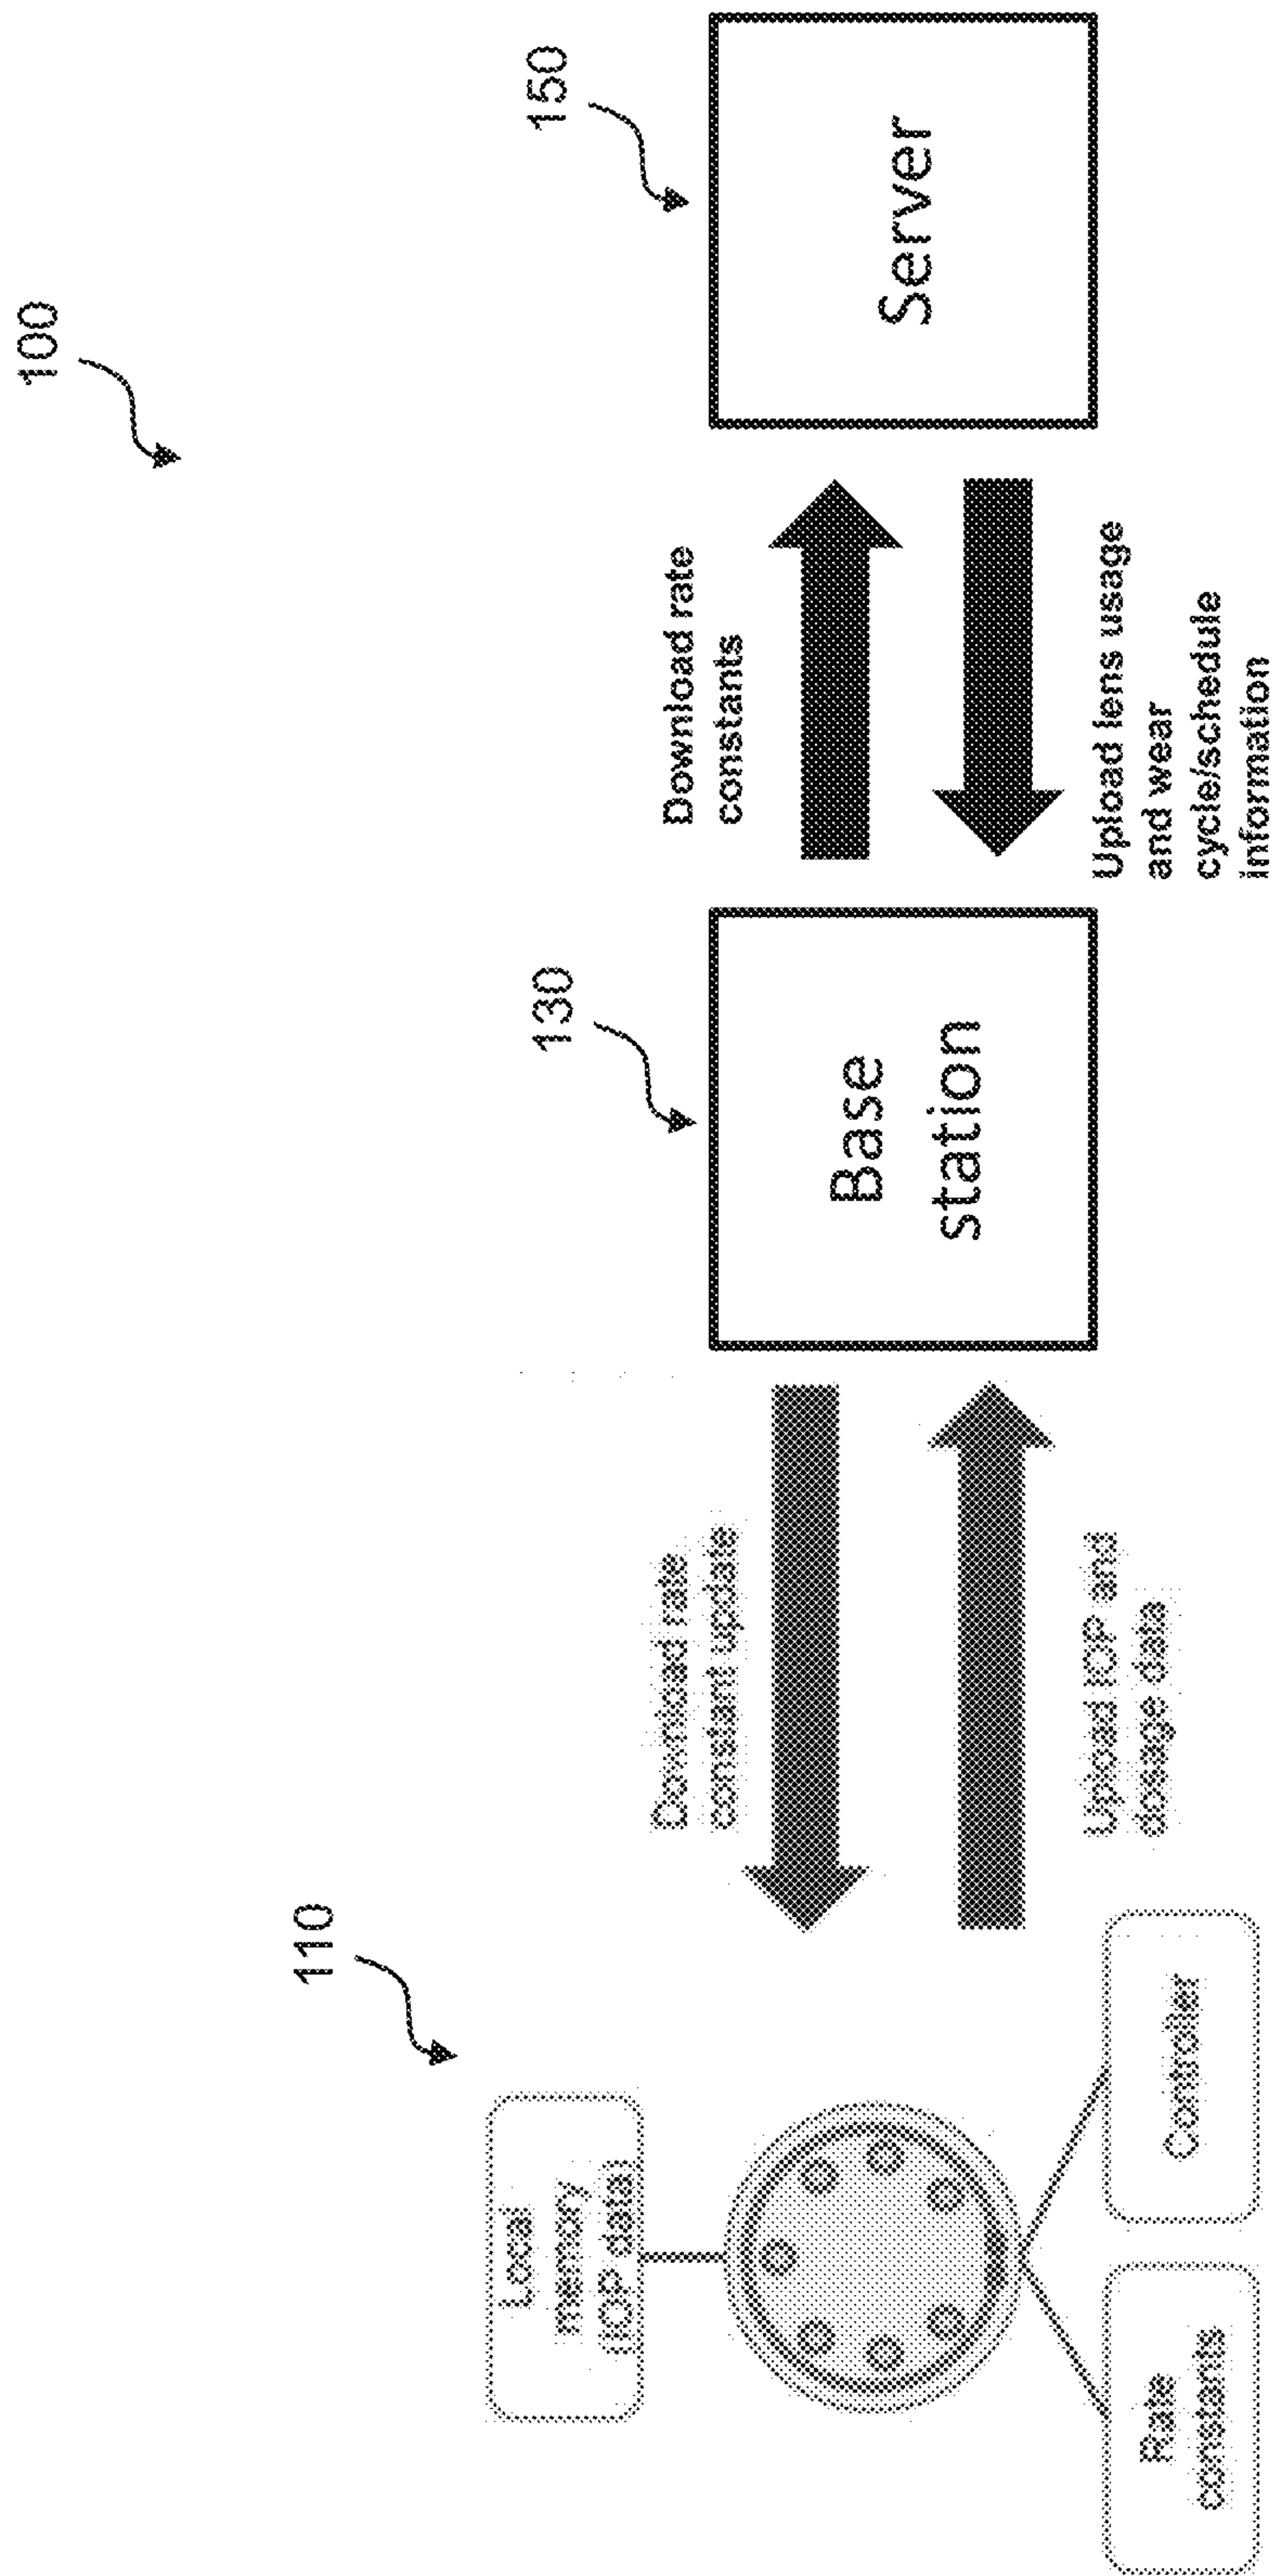 100
110
Local
memory
(IOP data)
Rate
constants
Controller
Download rate
constant update
Upload IOP and
dosage data
130
Base
station
Download rate
constants
Upload lens usage
and wear
cycle/schedule
information
150
Server